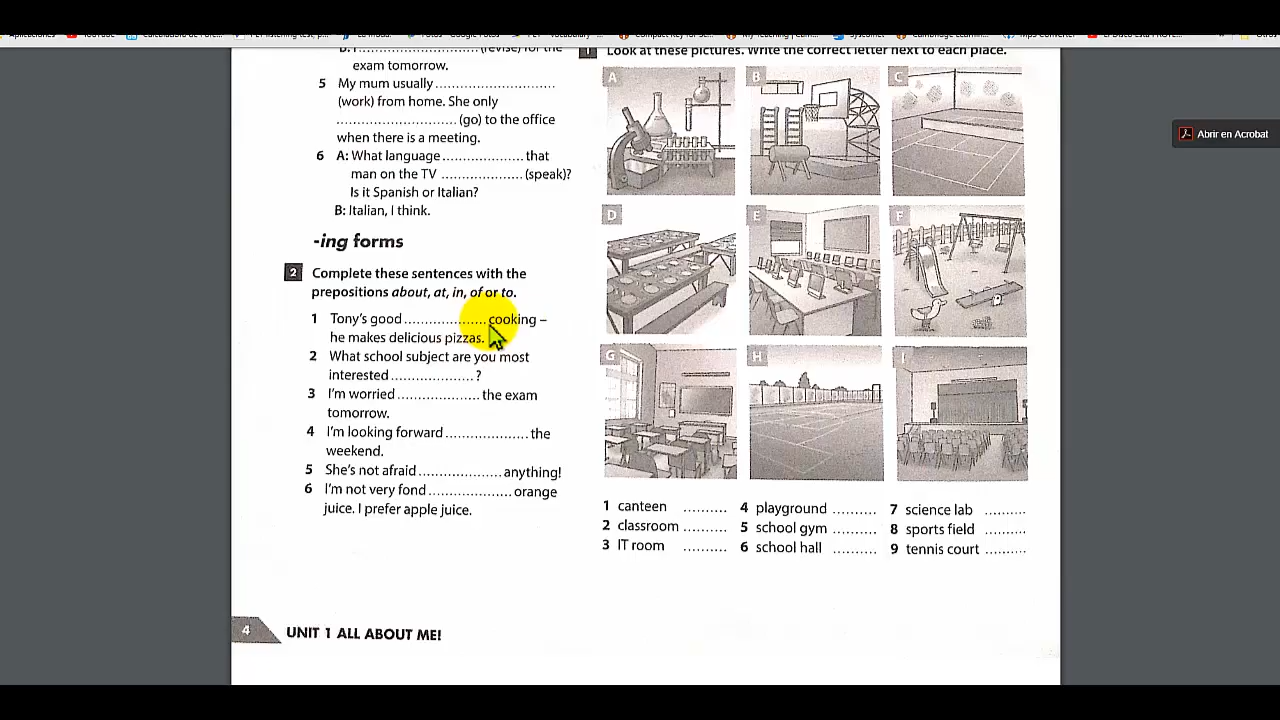 exam tomorrow.
5 My mum usually ............................
(work) from home. She only
............................ (go) to the office
when there is a meeting.
6 A: What language .................... that
man on the TV .................... (speak)?
Is it Spanish or Italian?
B: Italian, I think.
-ing forms
2 Complete these sentences with the
prepositions about, at, in, of or to.
1 Tony's good .................... cooking –
he makes delicious pizzas.
2 What school subject are you most
interested .................... ?
3 I'm worried .................... the exam
tomorrow.
4 I'm looking forward .................... the
weekend.
5 She's not afraid .................... anything!
6 I'm not very fond .................... orange
juice. I prefer apple juice.
4 UNIT 1 ALL ABOUT ME!
1 Look at these pictures. Write the correct letter next to each place.
A
B
C
D
E
F
G
H
I
1 canteen ..........
2 classroom ..........
3 IT room ..........
4 playground ..........
5 school gym ..........
6 school hall ..........
7 science lab ..........
8 sports field ..........
9 tennis court ..........
Abrir en Acrobat